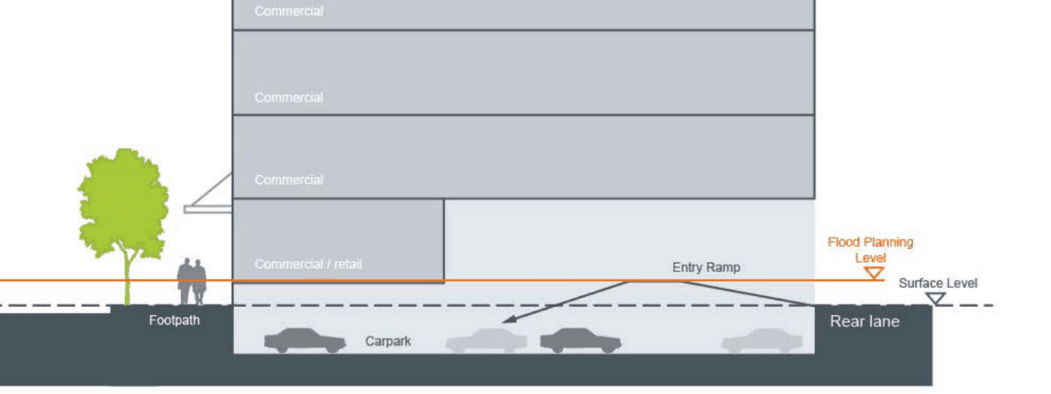 Commercial
Commercial
Commercial
Flood Planning
Level
Commercial / retail
Entry Ramp
Surface Level
Footpath
Rear lane
Carpark